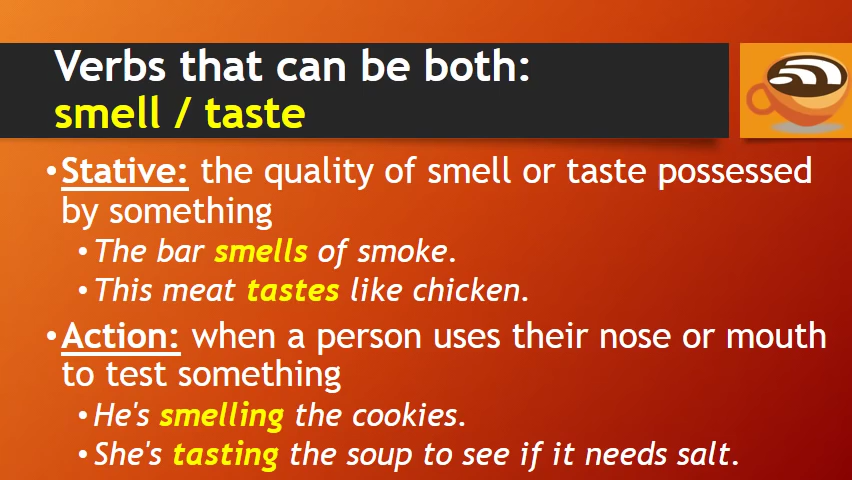 Verbs that can be both:
smell / taste
•Stative: the quality of smell or taste possessed
by something
•The bar smells of smoke.
•This meat tastes like chicken.
•Action: when a person uses their nose or mouth
to test something
•He's smelling the cookies.
•She's tasting the soup to see if it needs salt.